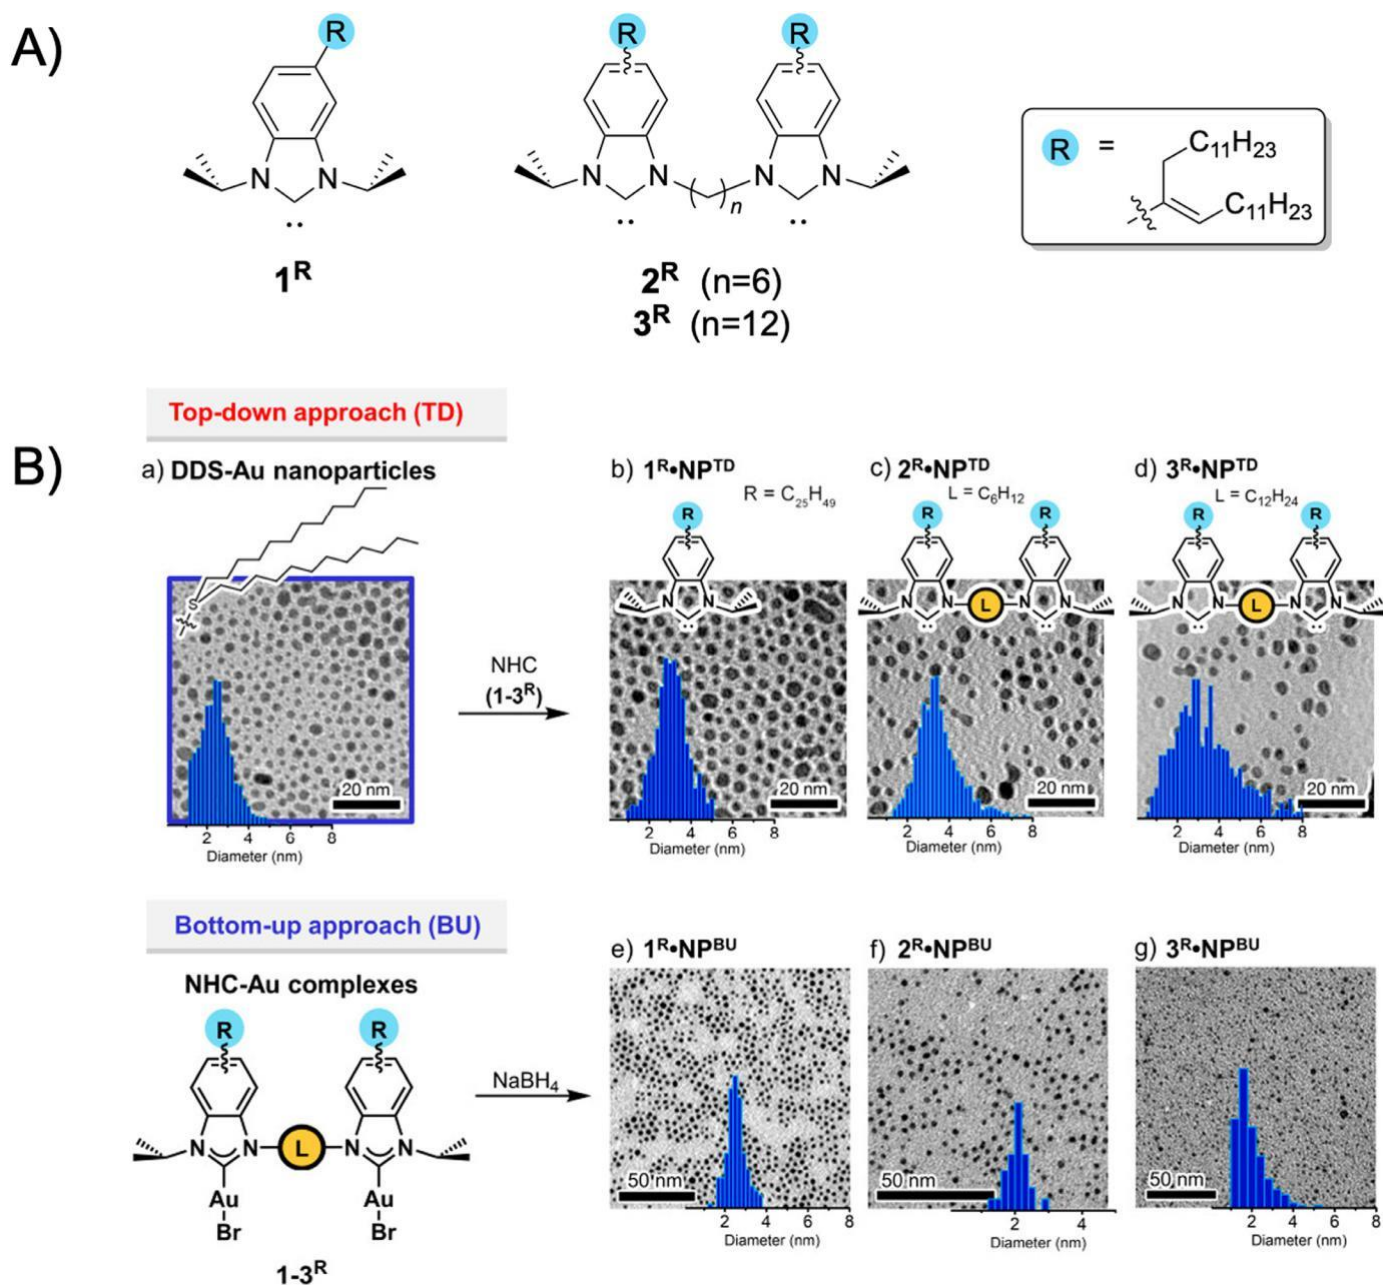 A)
R
N
N
1ᴿ
R
R
N
N
N
N
( )n
2ᴿ (n=6)
3ᴿ (n=12)
R =
C₁₁H₂₃
C₁₁H₂₃
Top-down approach (TD)
B)
a) DDS-Au nanoparticles
S
20 nm
2 4 6 8
Diameter (nm)
NHC
(1-3ᴿ)
b) 1ᴿ•NPᵀᴰ
R = C₂₅H₄₉
R
N
N
20 nm
2 4 6 8
Diameter (nm)
c) 2ᴿ•NPᵀᴰ
L = C₆H₁₂
R
R
N
N
L
N
N
20 nm
2 4 6 8
Diameter (nm)
d) 3ᴿ•NPᵀᴰ
L = C₁₂H₂₄
R
R
N
N
L
N
N
20 nm
2 4 6 8
Diameter (nm)
Bottom-up approach (BU)
NHC-Au complexes
R
R
N
N
L
N
N
Au
Au
Br
Br
1-3ᴿ
NaBH₄
e) 1ᴿ•NPᴮᵁ
50 nm
2 4 6 8
Diameter (nm)
f) 2ᴿ•NPᴮᵁ
50 nm
2 4
Diameter (nm)
g) 3ᴿ•NPᴮᵁ
50 nm
2 4 6 8
Diameter (nm)